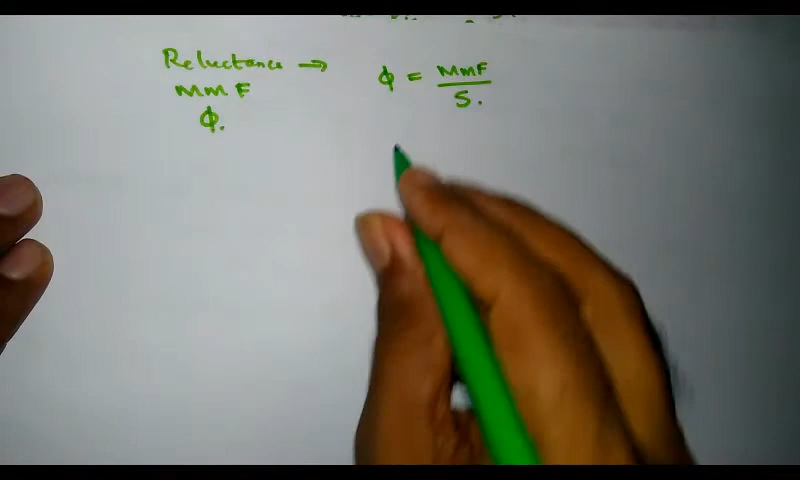 Reluctance → ϕ = MMF / S.
MMF
ϕ.